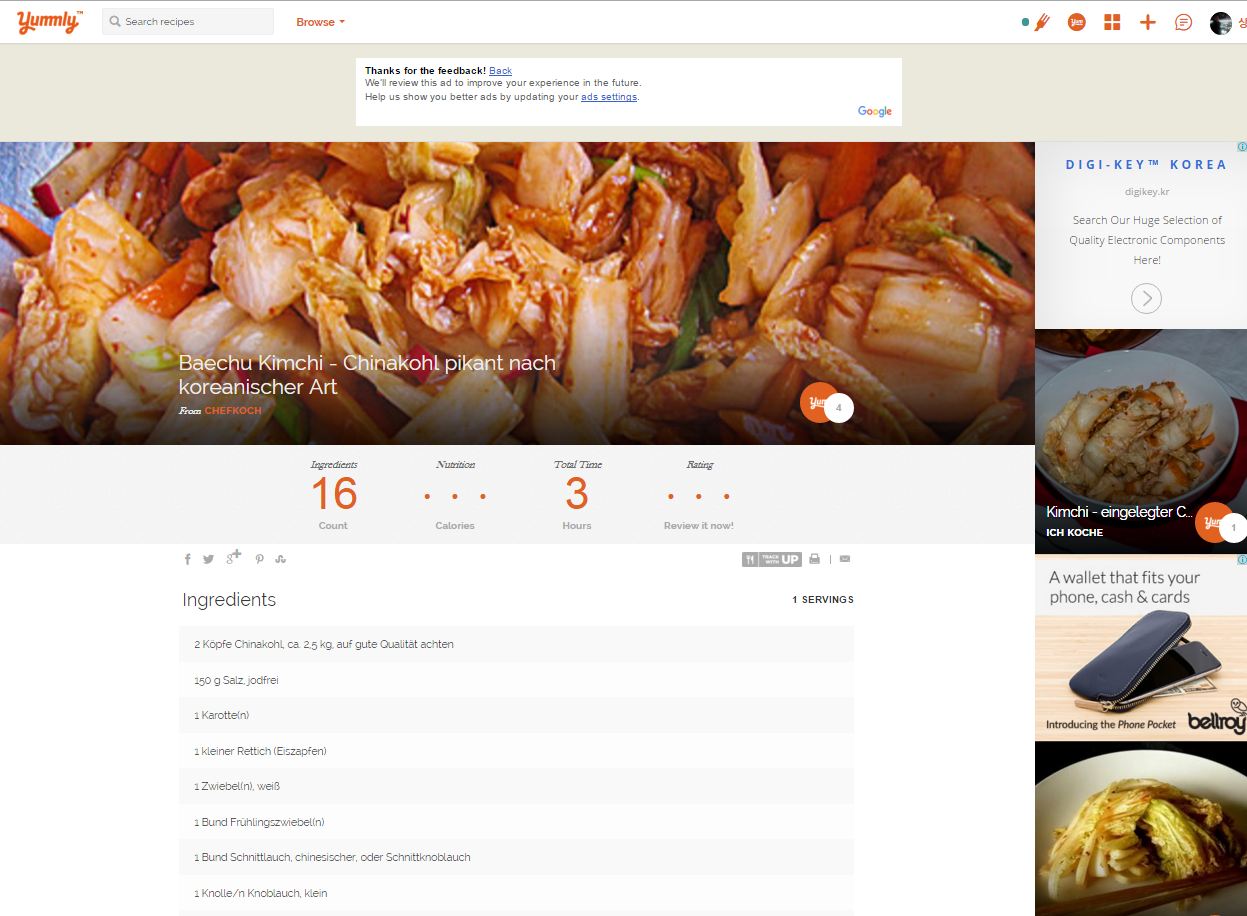 Yummly™
Search recipes
Browse
Yum
상
Thanks for the feedback! Back
We'll review this ad to improve your experience in the future.
Help us show you better ads by updating your ads settings.
Google
DIGI-KEY™ KOREA
digikey.kr
Search Our Huge Selection of
Quality Electronic Components
Here!
Baechu Kimchi - Chinakohl pikant nach
koreanischer Art
From CHEFKOCH
Yum
4
Ingredients
16
Count
Nutrition
. . .
Calories
Total Time
3
Hours
Rating
. . .
Review it now!
Kimchi - eingelegter C...
ICH KOCHE
Yum
1
TRACK WITH UP
Ingredients
1 SERVINGS
2 Köpfe Chinakohl, ca. 2,5 kg, auf gute Qualität achten
150 g Salz, jodfrei
1 Karotte(n)
1 kleiner Rettich (Eiszapfen)
1 Zwiebel(n), weiß
1 Bund Frühlingszwiebel(n)
1 Bund Schnittlauch, chinesischer, oder Schnittknoblauch
1 Knolle/n Knoblauch, klein
A wallet that fits your
phone, cash & cards
Introducing the Phone Pocket
bellroy